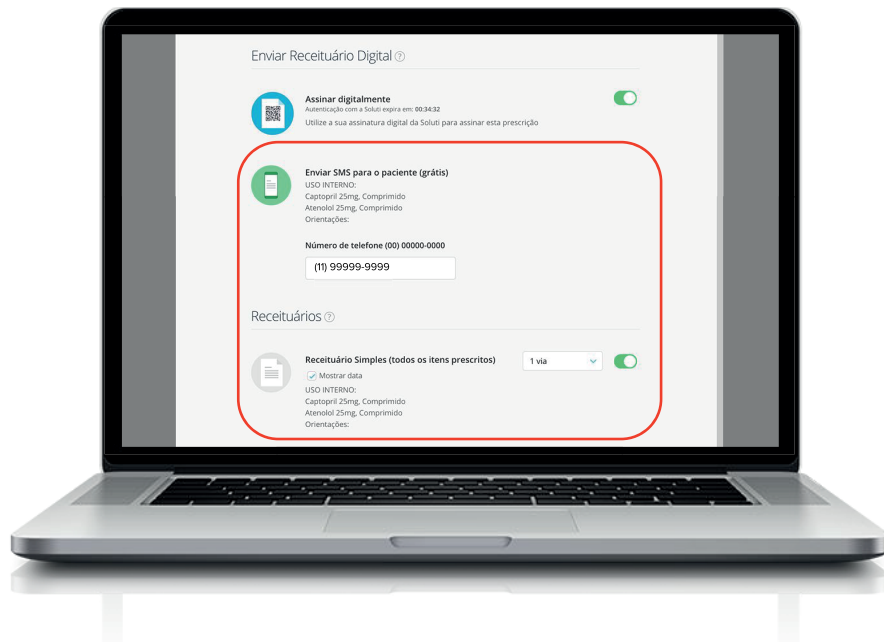 Enviar Receituário Digital ?
Assinar digitalmente
Autenticação com a Soluti expira em: 00:34:32
Utilize a sua assinatura digital da Soluti para assinar esta prescrição
Enviar SMS para o paciente (grátis)
USO INTERNO:
Captopril 25mg, Comprimido
Atenolol 25mg, Comprimido
Orientações:
Número de telefone (00) 00000-0000
(11) 99999-9999
Receituários ?
Receituário Simples (todos os itens prescritos) 1 via
Mostrar data
USO INTERNO:
Captopril 25mg, Comprimido
Atenolol 25mg, Comprimido
Orientações: